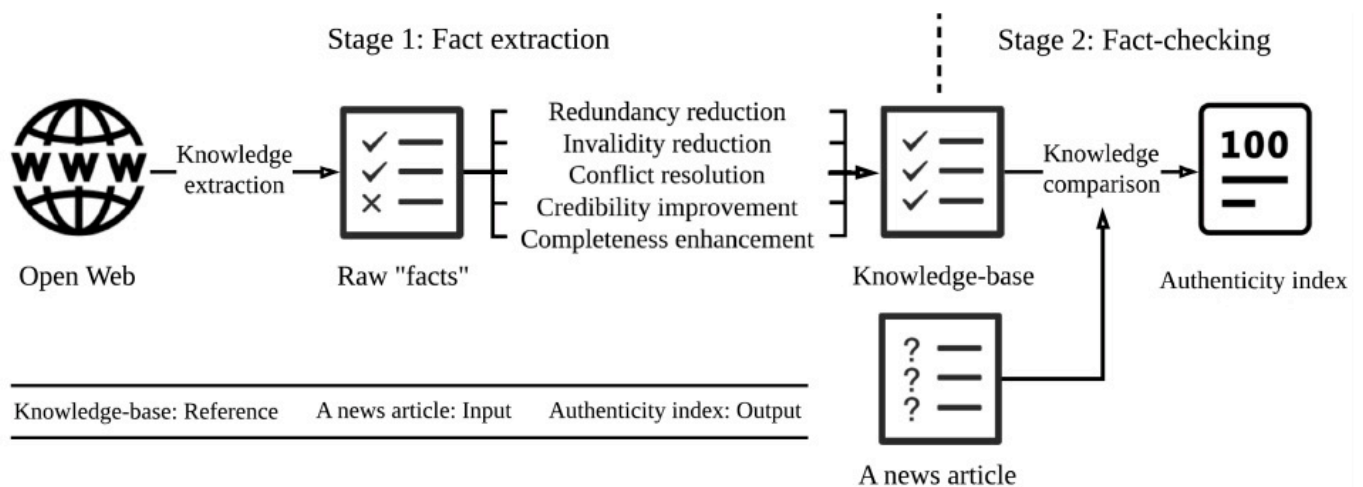 Stage 1: Fact extraction
Stage 2: Fact-checking
WWW
Open Web
Knowledge
extraction
Raw "facts"
Redundancy reduction
Invalidity reduction
Conflict resolution
Credibility improvement
Completeness enhancement
Knowledge-base
Knowledge
comparison
100
Authenticity index
? 
?
?
A news article
Knowledge-base: Reference
A news article: Input
Authenticity index: Output